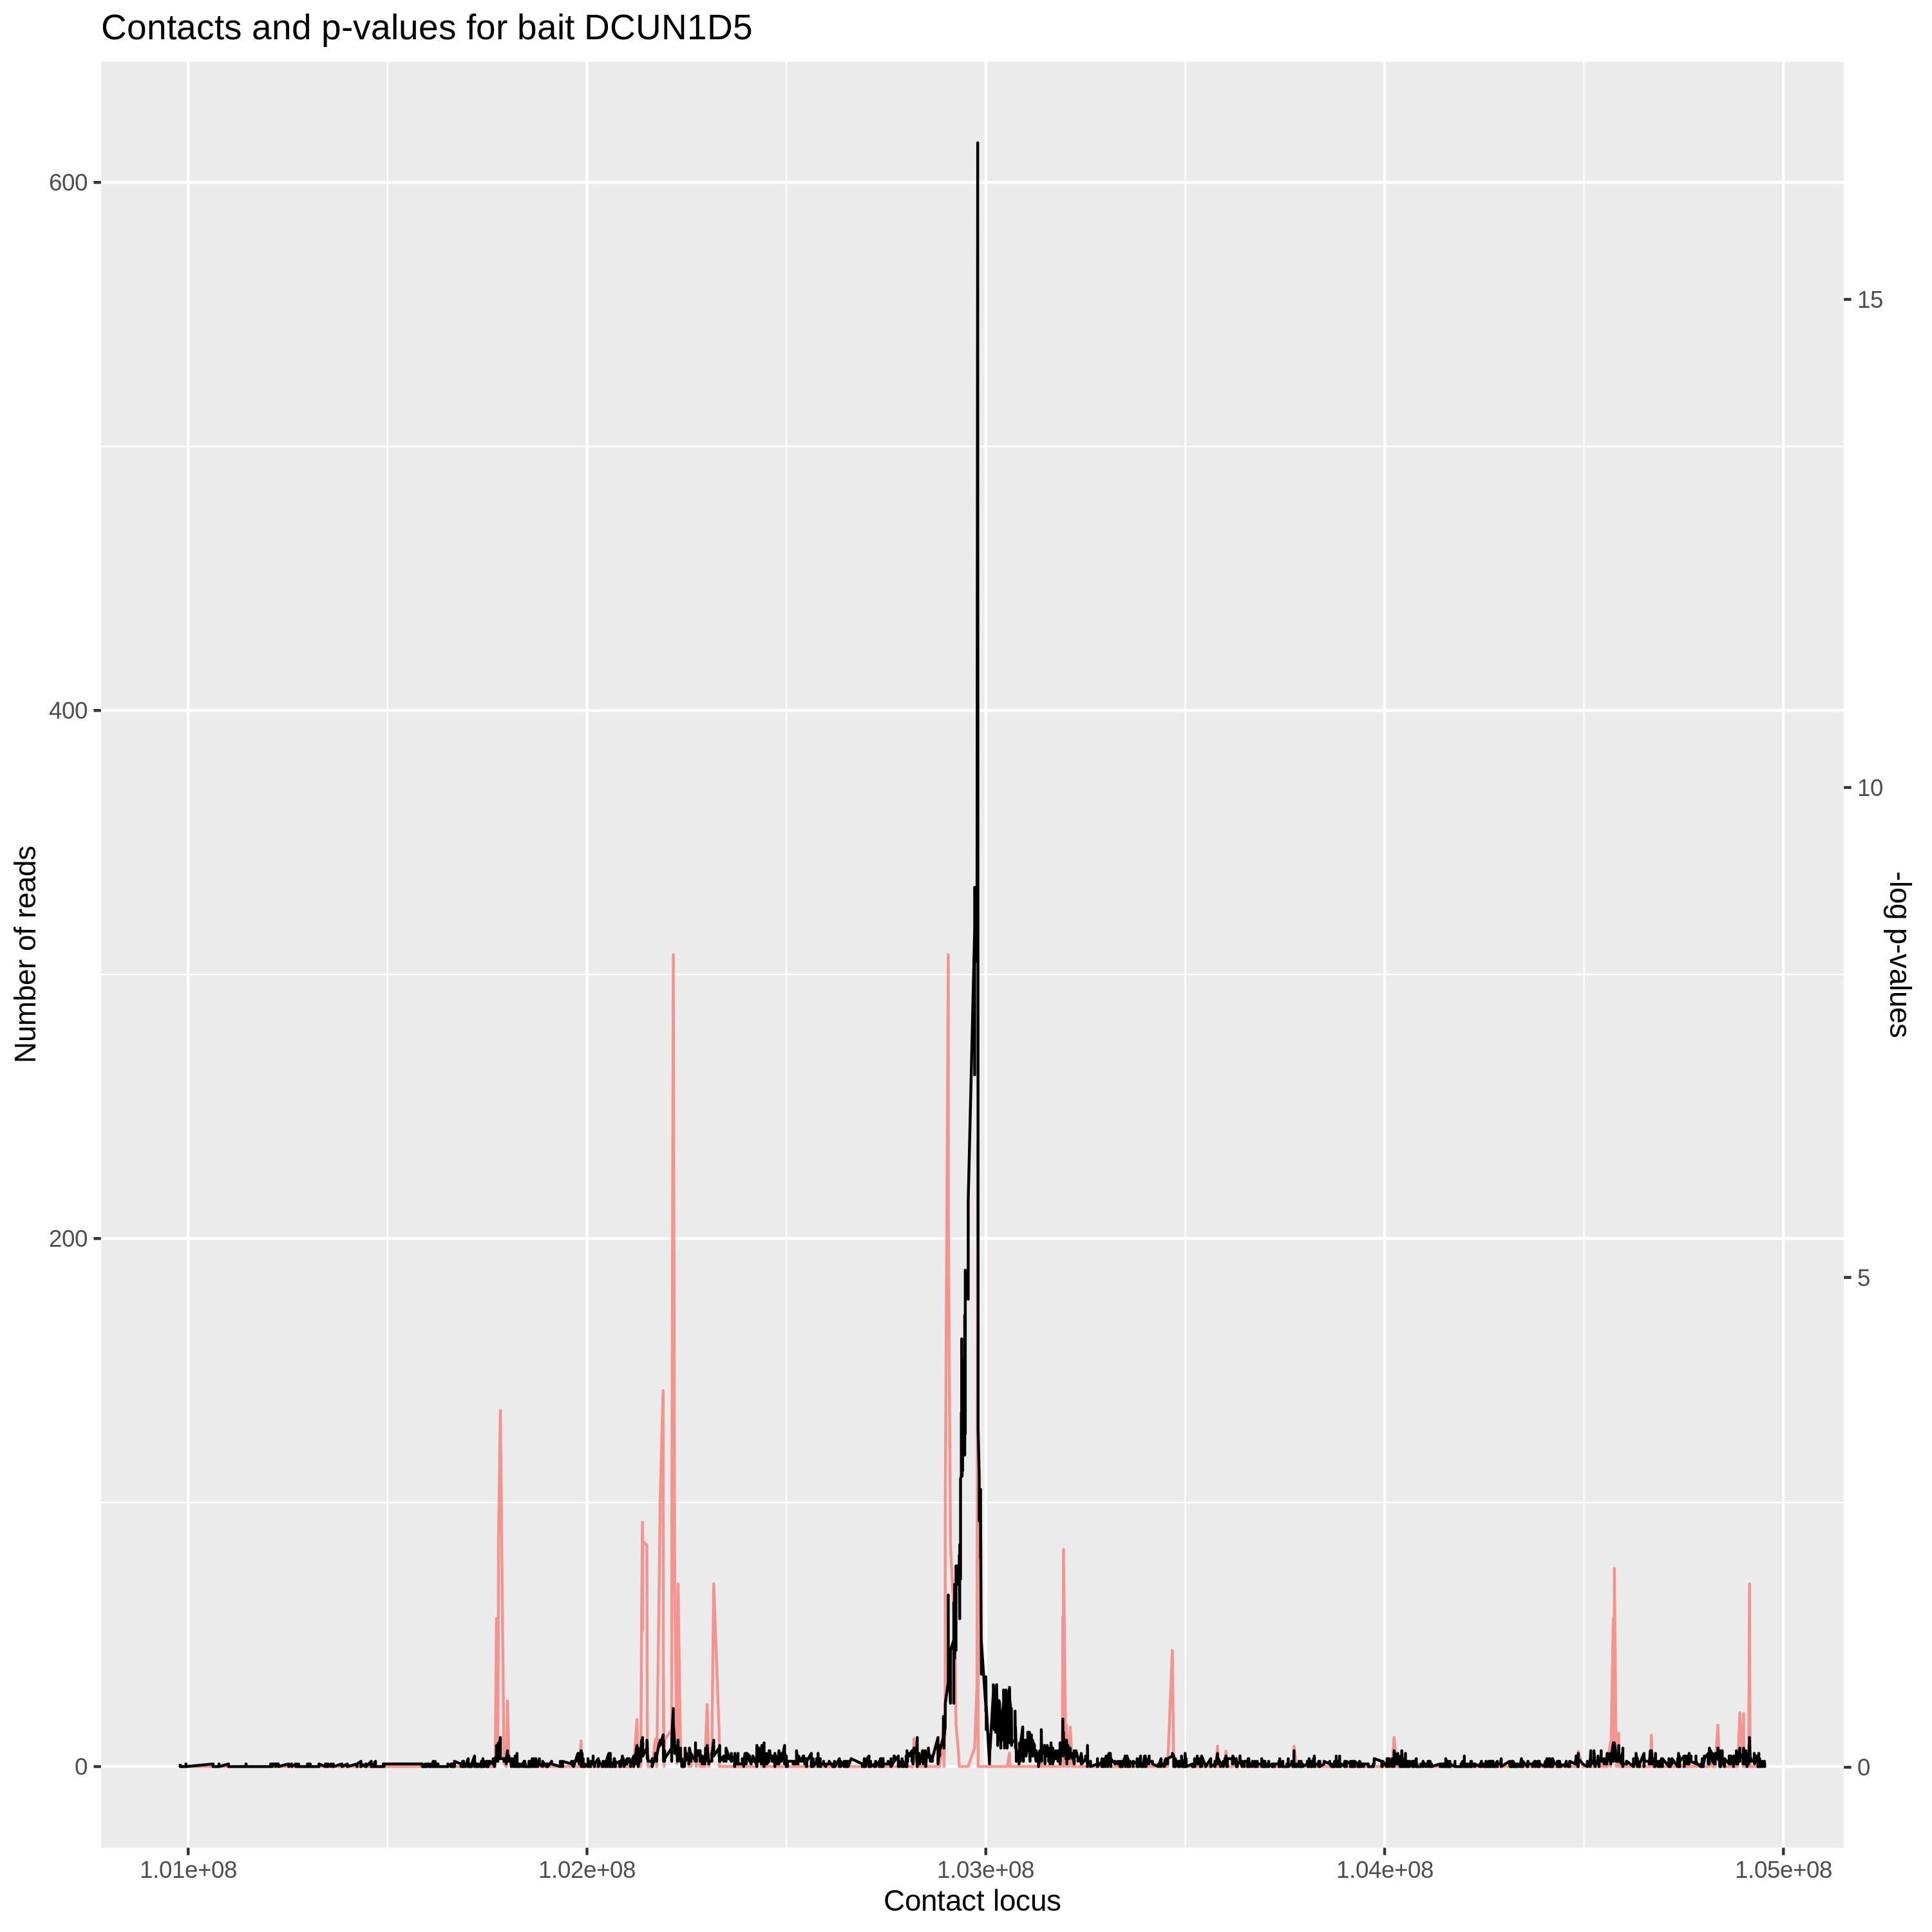 Contacts and p-values for bait DCUN1D5
600
400
200
0
Number of reads
15
10
5
0
-log p-values
1.01e+08
1.02e+08
1.03e+08
1.04e+08
1.05e+08
Contact locus